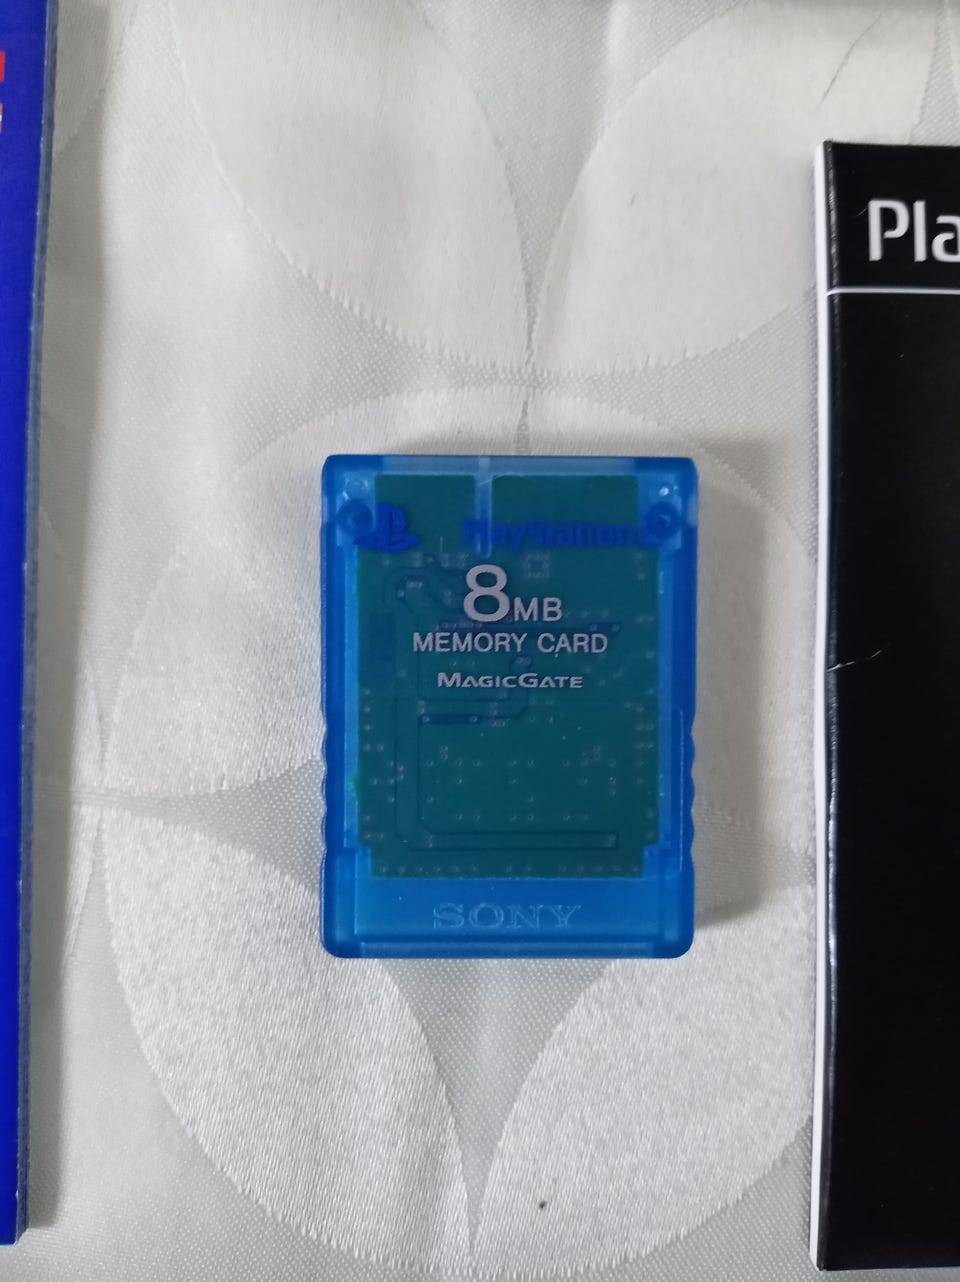 Pla
PlayStation 2
8MB
MEMORY CARD
MAGICGATE
SONY